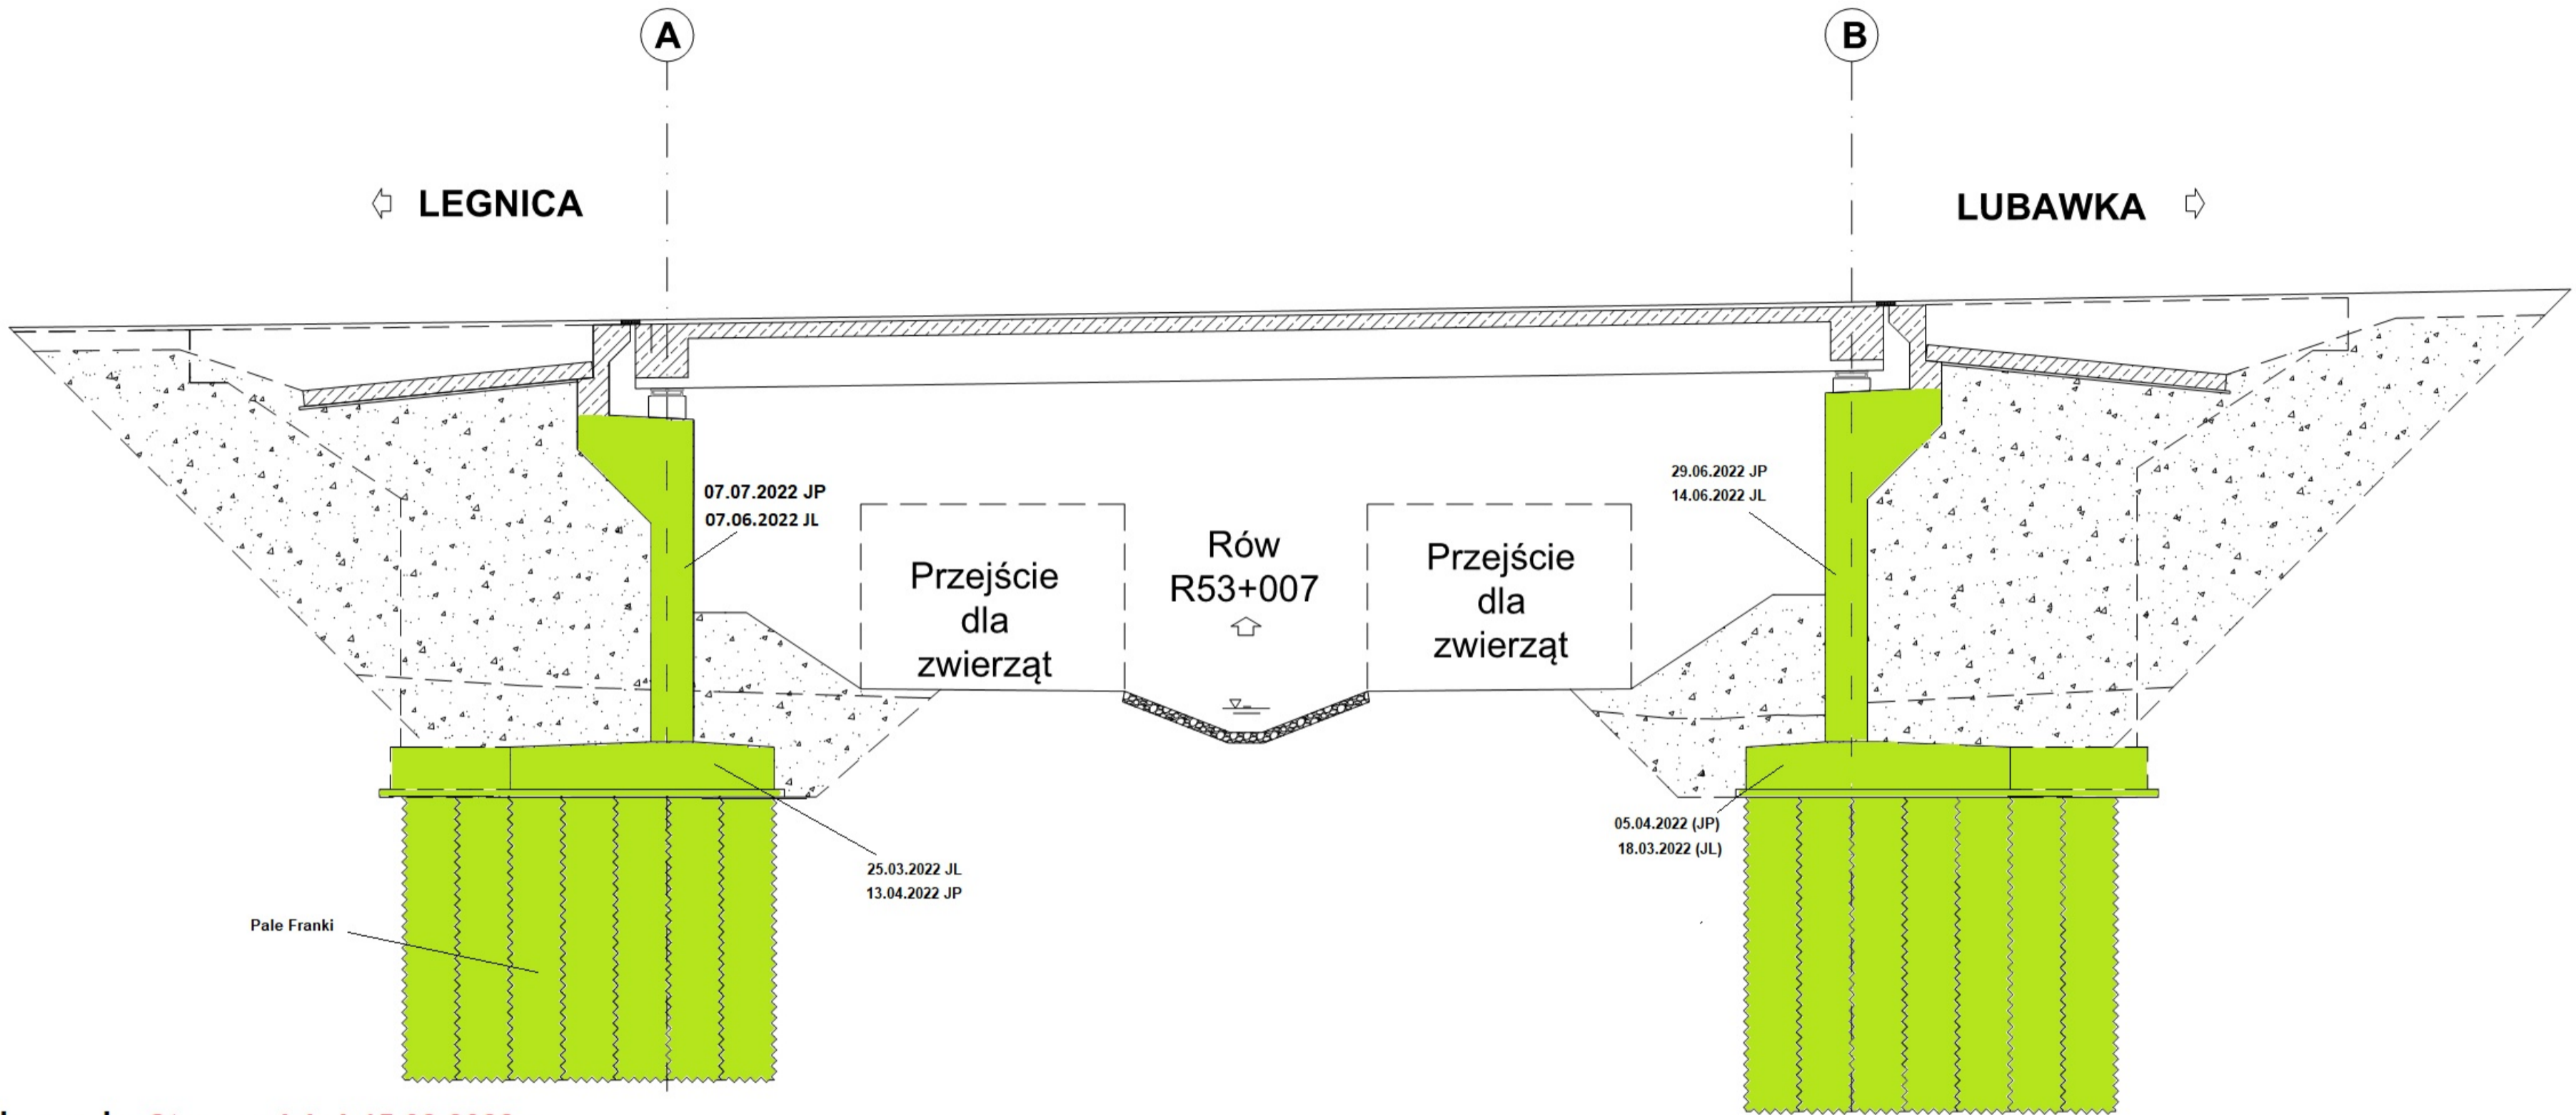 A
B
LEGNICA
LUBAWKA
07.07.2022 JP
07.06.2022 JL
29.06.2022 JP
14.06.2022 JL
Przejście
dla
zwierząt
Rów
R53+007
Przejście
dla
zwierząt
25.03.2022 JL
13.04.2022 JP
05.04.2022 (JP)
18.03.2022 (JL)
Pale Franki